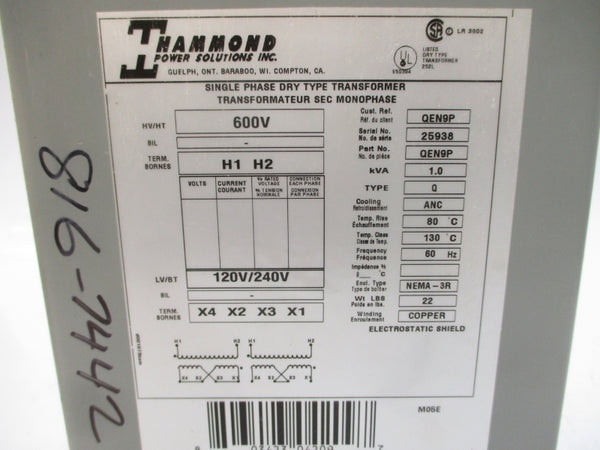 HAMMOND
POWER SOLUTIONS INC.
GUELPH, ONT. BARABOO, WI. COMPTON, CA.
LR 3902
LISTED
DRY TYPE
TRANSFORMER
SINGLE PHASE DRY TYPE TRANSFORMER
TRANSFORMATEUR SEC MONOPHASE
HV/HT 600V
BIL -
TERM.
BORNES H1 H2
VOLTS CURRENT
COURANT % RATED
VOLTAGE
% TENSION
NOMINALE CONNECTION
EACH PHASE
CONNEXION
PAR PHASE
LV/BT 120V/240V
BIL -
TERM.
BORNES X4 X2 X3 X1
Cust. Ref.
Réf. du client QEN9P
Serial No.
No. de série 25938
Part No.
No. de pièce QEN9P
kVA 1.0
TYPE Q
Cooling
Refroidissement ANC
Temp. Rise
Échauffement 80 °C
Temp. Class
Classe de Temp. 130 °C
Frequency
Fréquence 60 Hz
Impédance %
Encl. Type
Type de boîtier NEMA-3R
Wt LBS
Poids en lbs. 22
Winding
Enroulement COPPER
ELECTROSTATIC SHIELD
H1 H2 H1 H2
X4 X2 X3 X1 X4 X2 X3 X1
M05E
816-7442